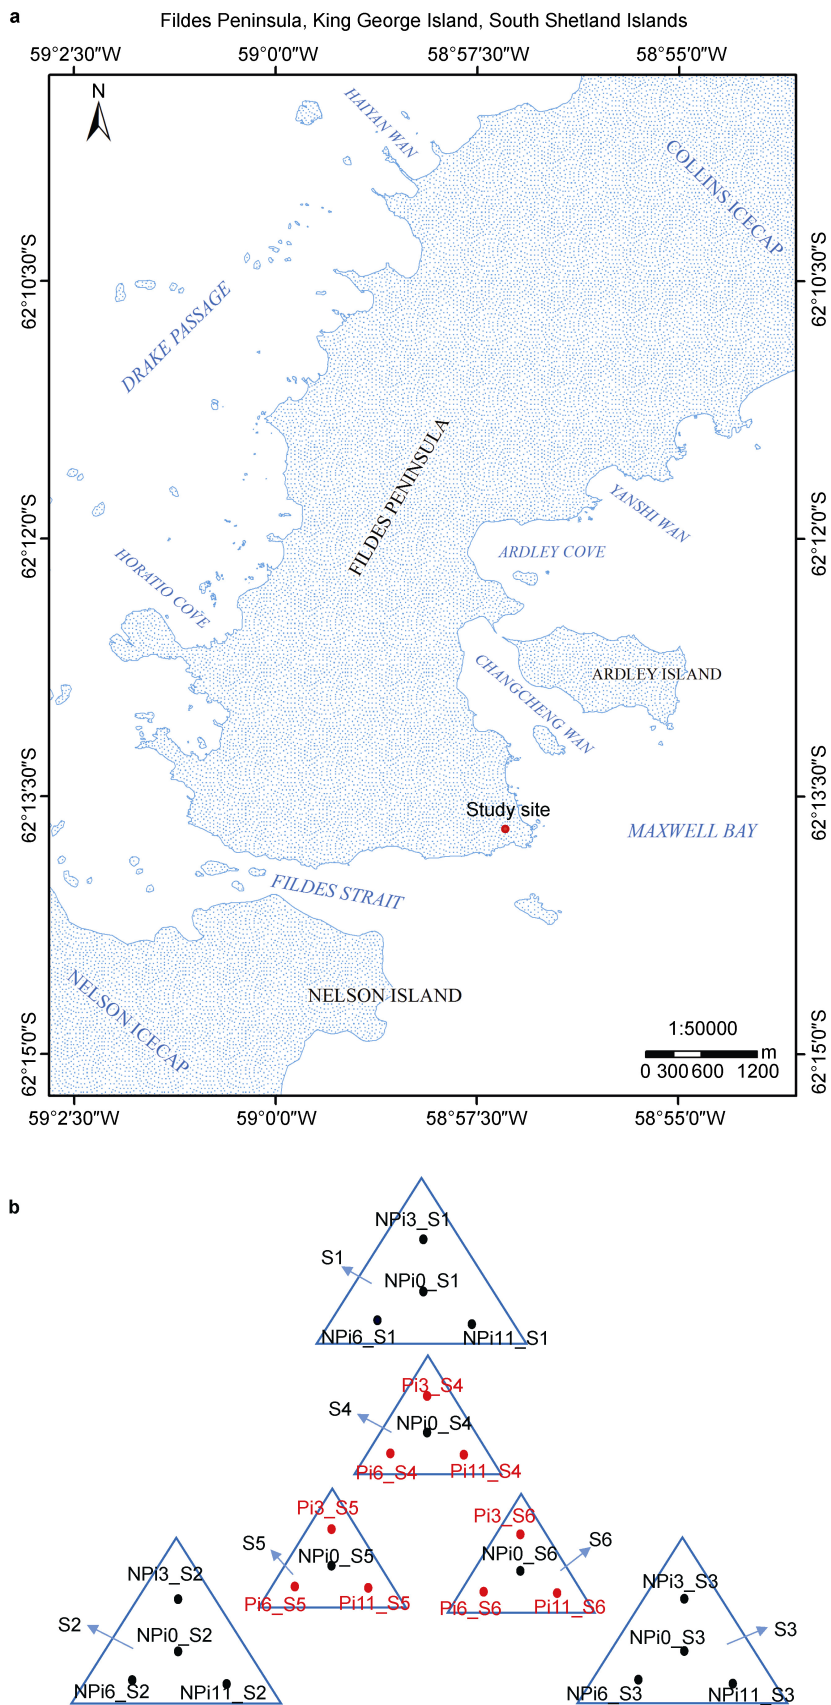 a
Fildes Peninsula, King George Island, South Shetland Islands
59°2′30″W 59°0′0″W 58°57′30″W 58°55′0″W
N
HAIYAN WAN
COLLINS ICECAP
62°10′30″S 62°10′30″S
DRAKE PASSAGE
FILDES PENINSULA
YANSHI WAN
62°12′0″S 62°12′0″S
ARDLEY COVE
HORATIO COVE
ARDLEY ISLAND
CHANGCHENG WAN
62°13′30″S 62°13′30″S
Study site
MAXWELL BAY
FILDES STRAIT
NELSON ICECAP
NELSON ISLAND
1:50000
m
0 300 600 1200
62°15′0″S 62°15′0″S
59°2′30″W 59°0′0″W 58°57′30″W 58°55′0″W
b
NPi3_S1
S1
NPi0_S1
NPi6_S1 NPi11_S1
Pi3_S4
S4
NPi0_S4
Pi6_S4 Pi11_S4
Pi3_S5 Pi3_S6
S5 S6
NPi0_S5 NPi0_S6
Pi6_S5 Pi11_S5 Pi6_S6 Pi11_S6
NPi3_S2 NPi3_S3
S2 S3
NPi0_S2 NPi0_S3
NPi6_S2 NPi11_S2 NPi6_S3 NPi11_S3